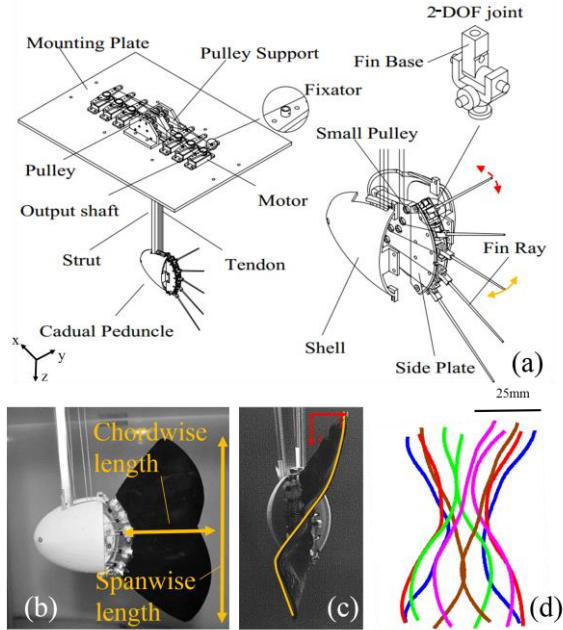 2-DOF joint
Mounting Plate
Pulley Support
Fin Base
Fixator
Small Pulley
Pulley
Output shaft
Motor
Strut
Tendon
Fin Ray
Cadual Peduncle
Shell
Side Plate
x
y
z
(a)
25mm
Chordwise
length
Spanwise
length
(b)
(c)
(d)